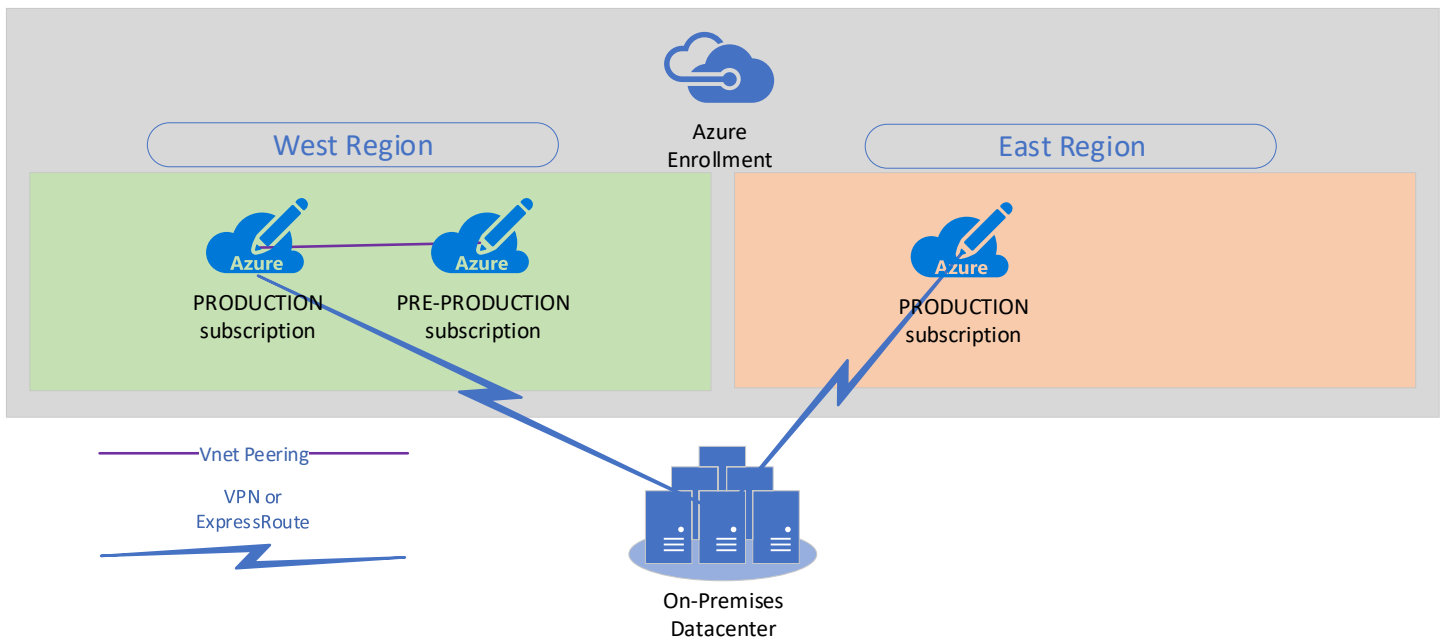 Azure
Enrollment
West Region
East Region
Azure
PRODUCTION
subscription
Azure
PRE-PRODUCTION
subscription
Azure
PRODUCTION
subscription
Vnet Peering
VPN or
ExpressRoute
On-Premises
Datacenter